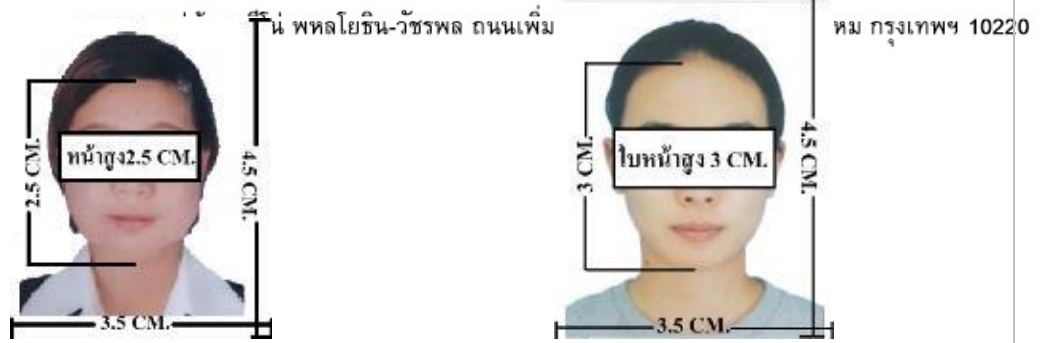 น่ พหลโยธิน-วัชรพล ถนนเพิ่ม หม กรุงเทพฯ 10220
2.5 CM.
หน้าสูง2.5 CM.
4.5 CM.
3.5 CM.
3 CM.
ใบหน้าสูง 3 CM.
4.5 CM.
3.5 CM.